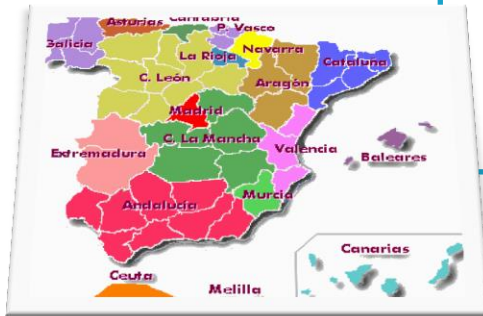 Asturias
Cantabria
P. Vasco
Galicia
La Rioja
Navarra
Cataluna
C. León
Aragón
Madrid
C. La Mancha
Valencia
Extremadura
Baleares
Murcia
Andalucía
Canarias
Ceuta
Melilla